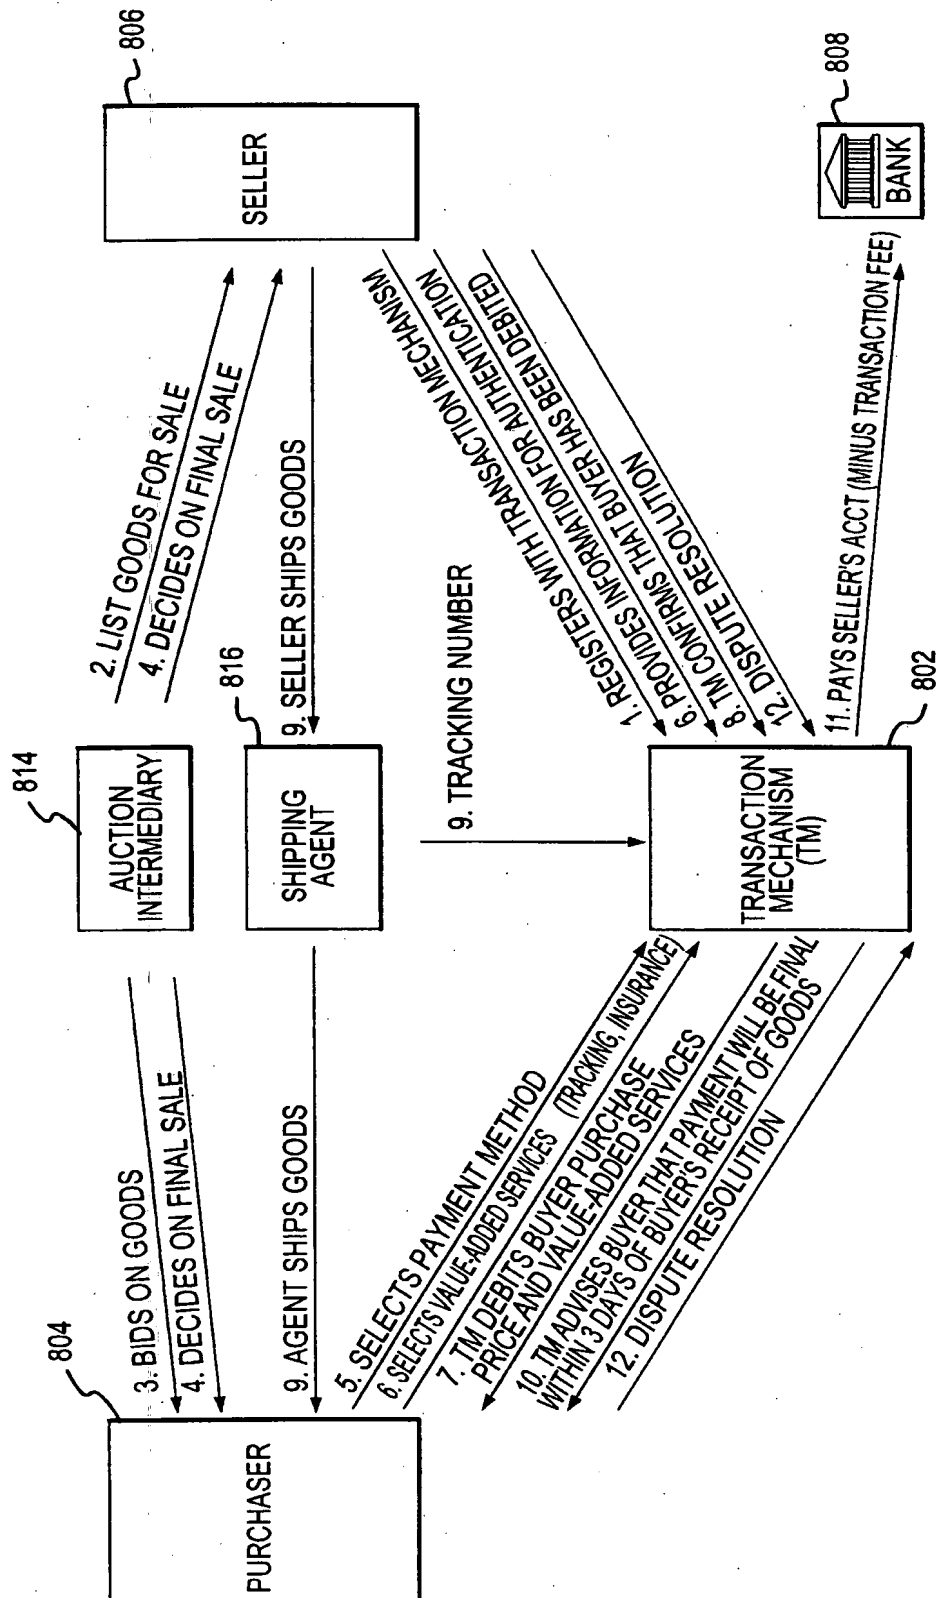 804
PURCHASER
3. BIDS ON GOODS
4. DECIDES ON FINAL SALE
9. AGENT SHIPS GOODS
814
AUCTION
INTERMEDIARY
816
SHIPPING
AGENT
2. LIST GOODS FOR SALE
4. DECIDES ON FINAL SALE
9. SELLER SHIPS GOODS
806
SELLER
9. TRACKING NUMBER
5. SELECTS PAYMENT METHOD
6. SELECTS VALUE-ADDED SERVICES (TRACKING, INSURANCE)
7. TM DEBITS BUYER PURCHASE
PRICE AND VALUE-ADDED SERVICES
10. TM ADVISES BUYER THAT PAYMENT WILL BE FINAL
WITHIN 3 DAYS OF BUYER'S RECEIPT OF GOODS
12. DISPUTE RESOLUTION
TRANSACTION
MECHANISM
(TM)
802
1. REGISTERS WITH TRANSACTION MECHANISM
6. PROVIDES INFORMATION FOR AUTHENTICATION
8. TM CONFIRMS THAT BUYER HAS BEEN DEBITED
12. DISPUTE RESOLUTION
11. PAYS SELLER'S ACCT (MINUS TRANSACTION FEE)
808
BANK